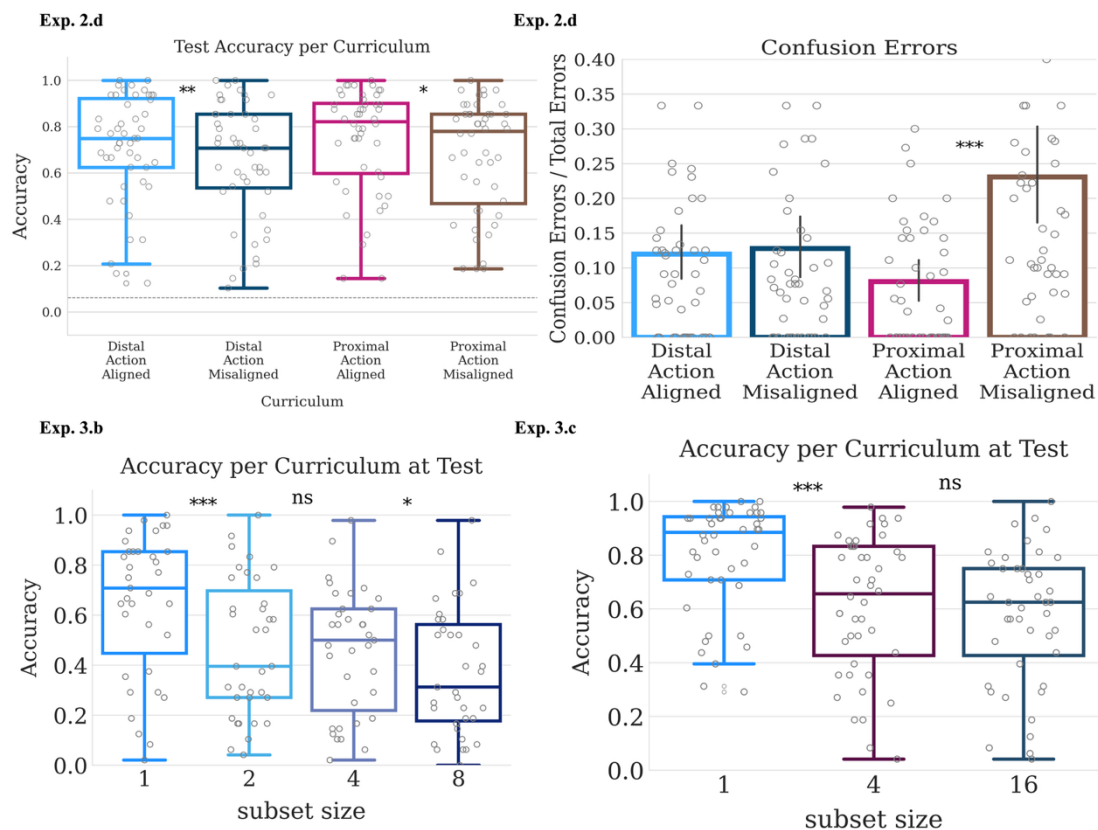 Exp. 2.d
Test Accuracy per Curriculum
Accuracy
1.0
0.8
0.6
0.4
0.2
0.0
**
*
Distal
Action
Aligned
Distal
Action
Misaligned
Proximal
Action
Aligned
Proximal
Action
Misaligned
Curriculum
Exp. 2.d
Confusion Errors
Confusion Errors / Total Errors
0.40
0.35
0.30
0.25
0.20
0.15
0.10
0.05
0.00
***
Distal
Action
Aligned
Distal
Action
Misaligned
Proximal
Action
Aligned
Proximal
Action
Misaligned
Exp. 3.b
Accuracy per Curriculum at Test
*** ns *
Accuracy
1.0
0.8
0.6
0.4
0.2
0.0
1 2 4 8
subset size
Exp. 3.c
Accuracy per Curriculum at Test
*** ns
Accuracy
1.0
0.8
0.6
0.4
0.2
0.0
1 4 16
subset size